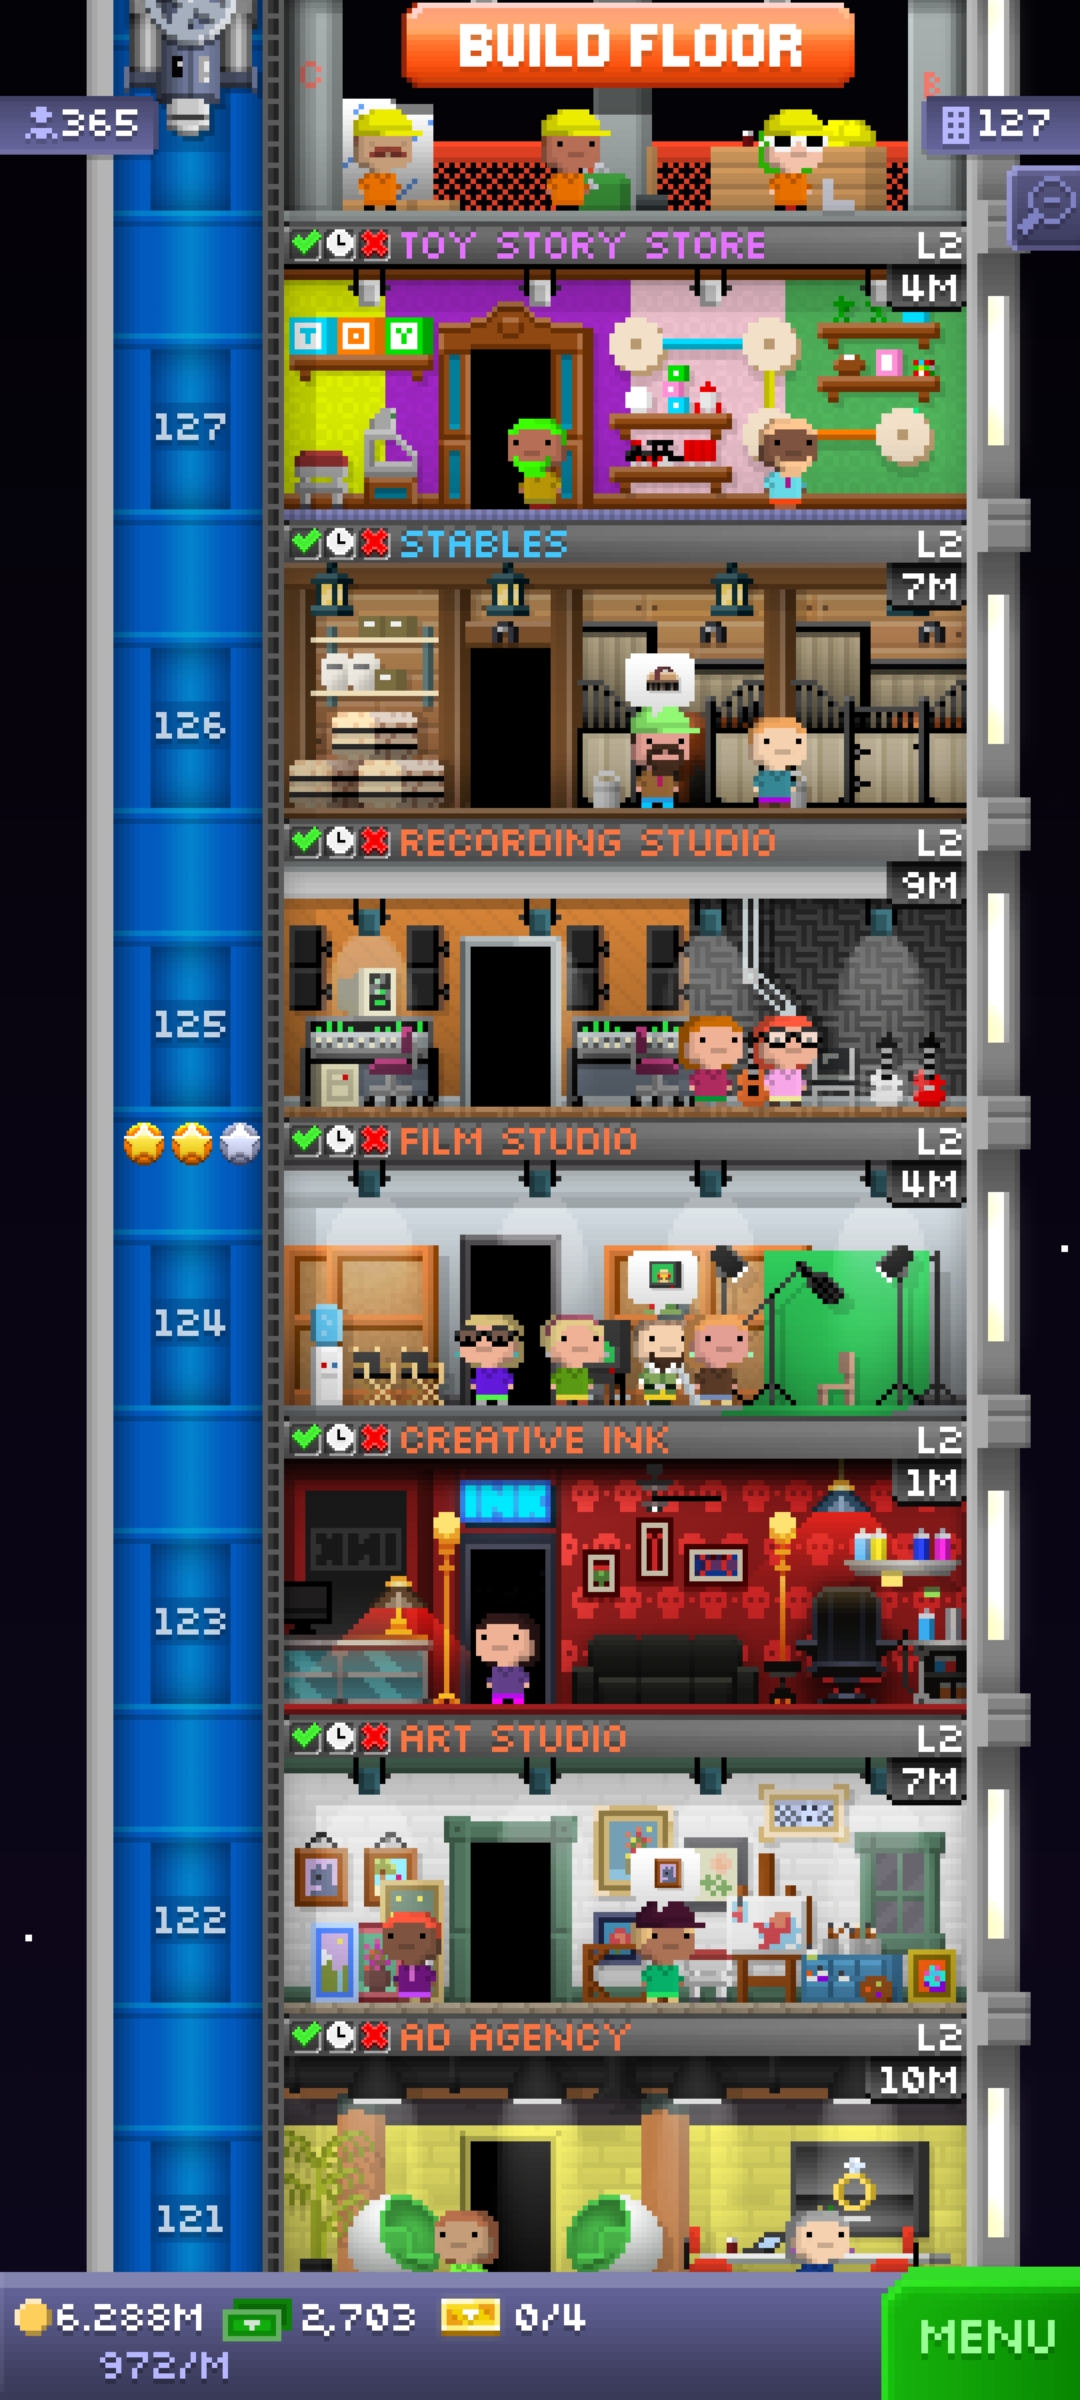 BUILD FLOOR
C
B
365
127
TOY STORY STORE L2
4M
TOY
127
STABLES L2
7M
126
RECORDING STUDIO L2
9M
125
FILM STUDIO L2
4M
124
CREATIVE INK L2
1M
INK
123
ART STUDIO L2
7M
122
AD AGENCY L2
10M
121
6.288M 2,703 0/4
972/M
MENU